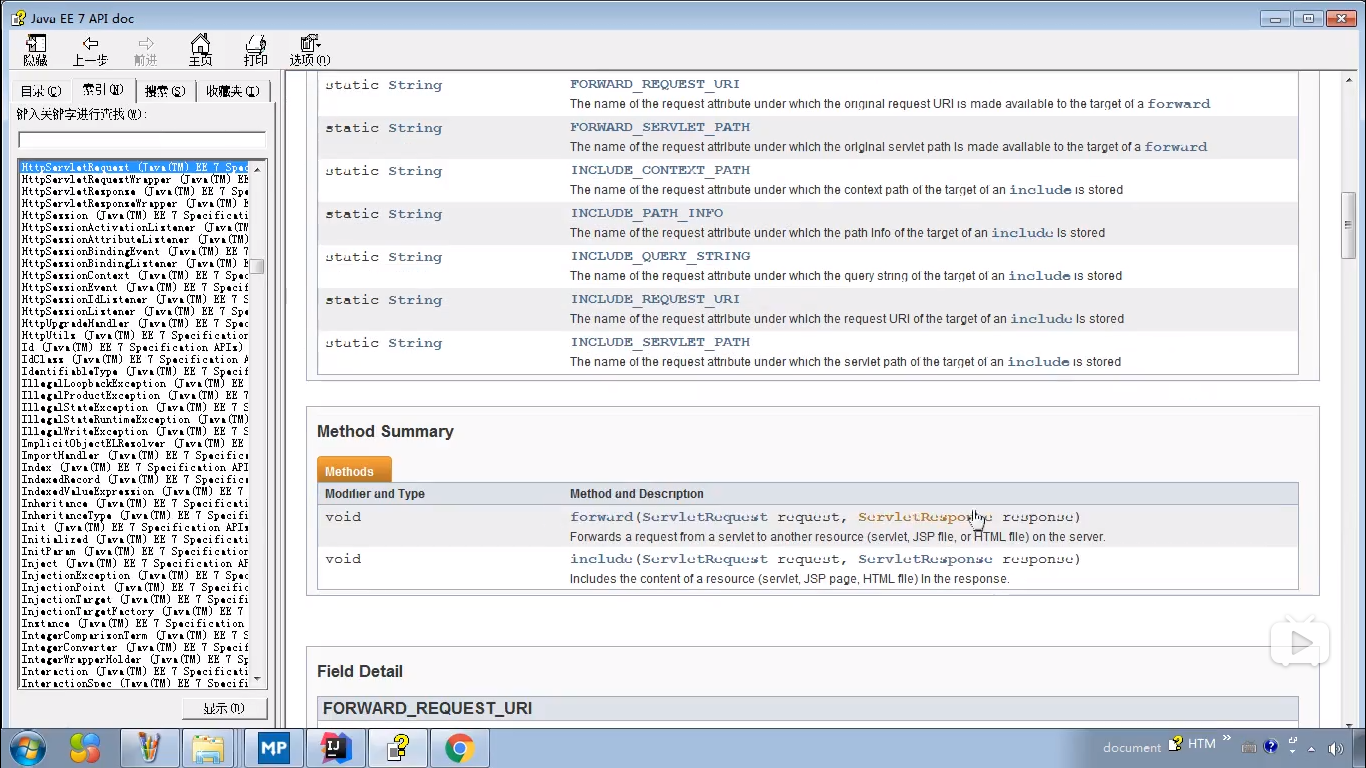 Java EE 7 API doc
隐藏 上一步 前进 主页 打印 选项(O)
目录(C) 索引(N) 搜索(S) 收藏夹(I)
键入关键字进行查找(W):
HttpServletRequest (Java(TM) EE 7 Spec
HttpServletRequestWrapper (Java(TM) EE
HttpServletResponse (Java(TM) EE 7 Spe
HttpServletResponseWrapper (Java(TM) E
HttpSession (Java(TM) EE 7 Specificati
HttpSessionActivationListener (Java(TM
HttpSessionAttributeListener (Java(TM)
HttpSessionBindingEvent (Java(TM) EE 7
HttpSessionBindingListener (Java(TM) E
HttpSessionContext (Java(TM) EE 7 Spec
HttpSessionEvent (Java(TM) EE 7 Specif
HttpSessionIdListener (Java(TM) EE 7 S
HttpSessionListener (Java(TM) EE 7 Spe
HttpUpgradeHandler (Java(TM) EE 7 Spec
HttpUtils (Java(TM) EE 7 Specification
Id (Java(TM) EE 7 Specification APIs)
IdClass (Java(TM) EE 7 Specification A
IdentifiableType (Java(TM) EE 7 Specif
IllegalLoopbackException (Java(TM) EE
IllegalProductException (Java(TM) EE 7
IllegalStateException (Java(TM) EE 7 S
IllegalStateRuntimeException (Java(TM)
IllegalWriteException (Java(TM) EE 7 S
ImplicitObjectELResolver (Java(TM) EE
ImportHandler (Java(TM) EE 7 Specifica
Index (Java(TM) EE 7 Specification API
IndexedRecord (Java(TM) EE 7 Specifica
IndexedValueExpression (Java(TM) EE 7
Inheritance (Java(TM) EE 7 Specificati
InheritanceType (Java(TM) EE 7 Specifi
Init (Java(TM) EE 7 Specification APIs
Initialized (Java(TM) EE 7 Specificati
InitParam (Java(TM) EE 7 Specification
Inject (Java(TM) EE 7 Specification AP
InjectionException (Java(TM) EE 7 Spec
InjectionPoint (Java(TM) EE 7 Specific
InjectionTarget (Java(TM) EE 7 Specifi
InjectionTargetFactory (Java(TM) EE 7
Instance (Java(TM) EE 7 Specification
IntegerComparisonTerm (Java(TM) EE 7 S
IntegerConverter (Java(TM) EE 7 Specif
IntegerWrapperHolder (Java(TM) EE 7 Sp
Interaction (Java(TM) EE 7 Specificati
InteractionSpec (Java(TM) EE 7 Specifi
显示(D)
static String FORWARD_REQUEST_URI
The name of the request attribute under which the original request URI is made available to the target of a forward
static String FORWARD_SERVLET_PATH
The name of the request attribute under which the original servlet path is made available to the target of a forward
static String INCLUDE_CONTEXT_PATH
The name of the request attribute under which the context path of the target of an include is stored
static String INCLUDE_PATH_INFO
The name of the request attribute under which the path info of the target of an include is stored
static String INCLUDE_QUERY_STRING
The name of the request attribute under which the query string of the target of an include is stored
static String INCLUDE_REQUEST_URI
The name of the request attribute under which the request URI of the target of an include is stored
static String INCLUDE_SERVLET_PATH
The name of the request attribute under which the servlet path of the target of an include is stored
Method Summary
Methods
Modifier and Type Method and Description
void forward(ServletRequest request, ServletResponse response)
Forwards a request from a servlet to another resource (servlet, JSP file, or HTML file) on the server.
void include(ServletRequest request, ServletResponse response)
Includes the content of a resource (servlet, JSP page, HTML file) in the response.
Field Detail
FORWARD_REQUEST_URI
MP IJ document HTM »